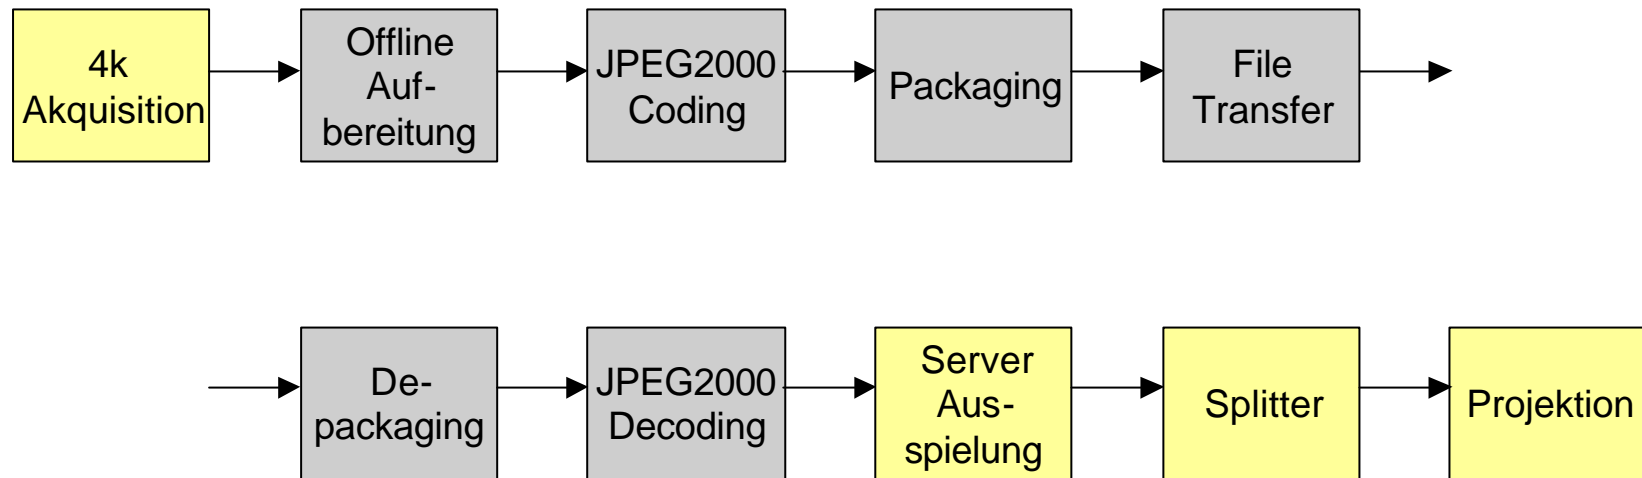 4k
Akquisition
Offline
Auf-
bereitung
JPEG2000
Coding
Packaging
File
Transfer
De-
packaging
JPEG2000
Decoding
Server
Aus-
spielung
Splitter
Projektion